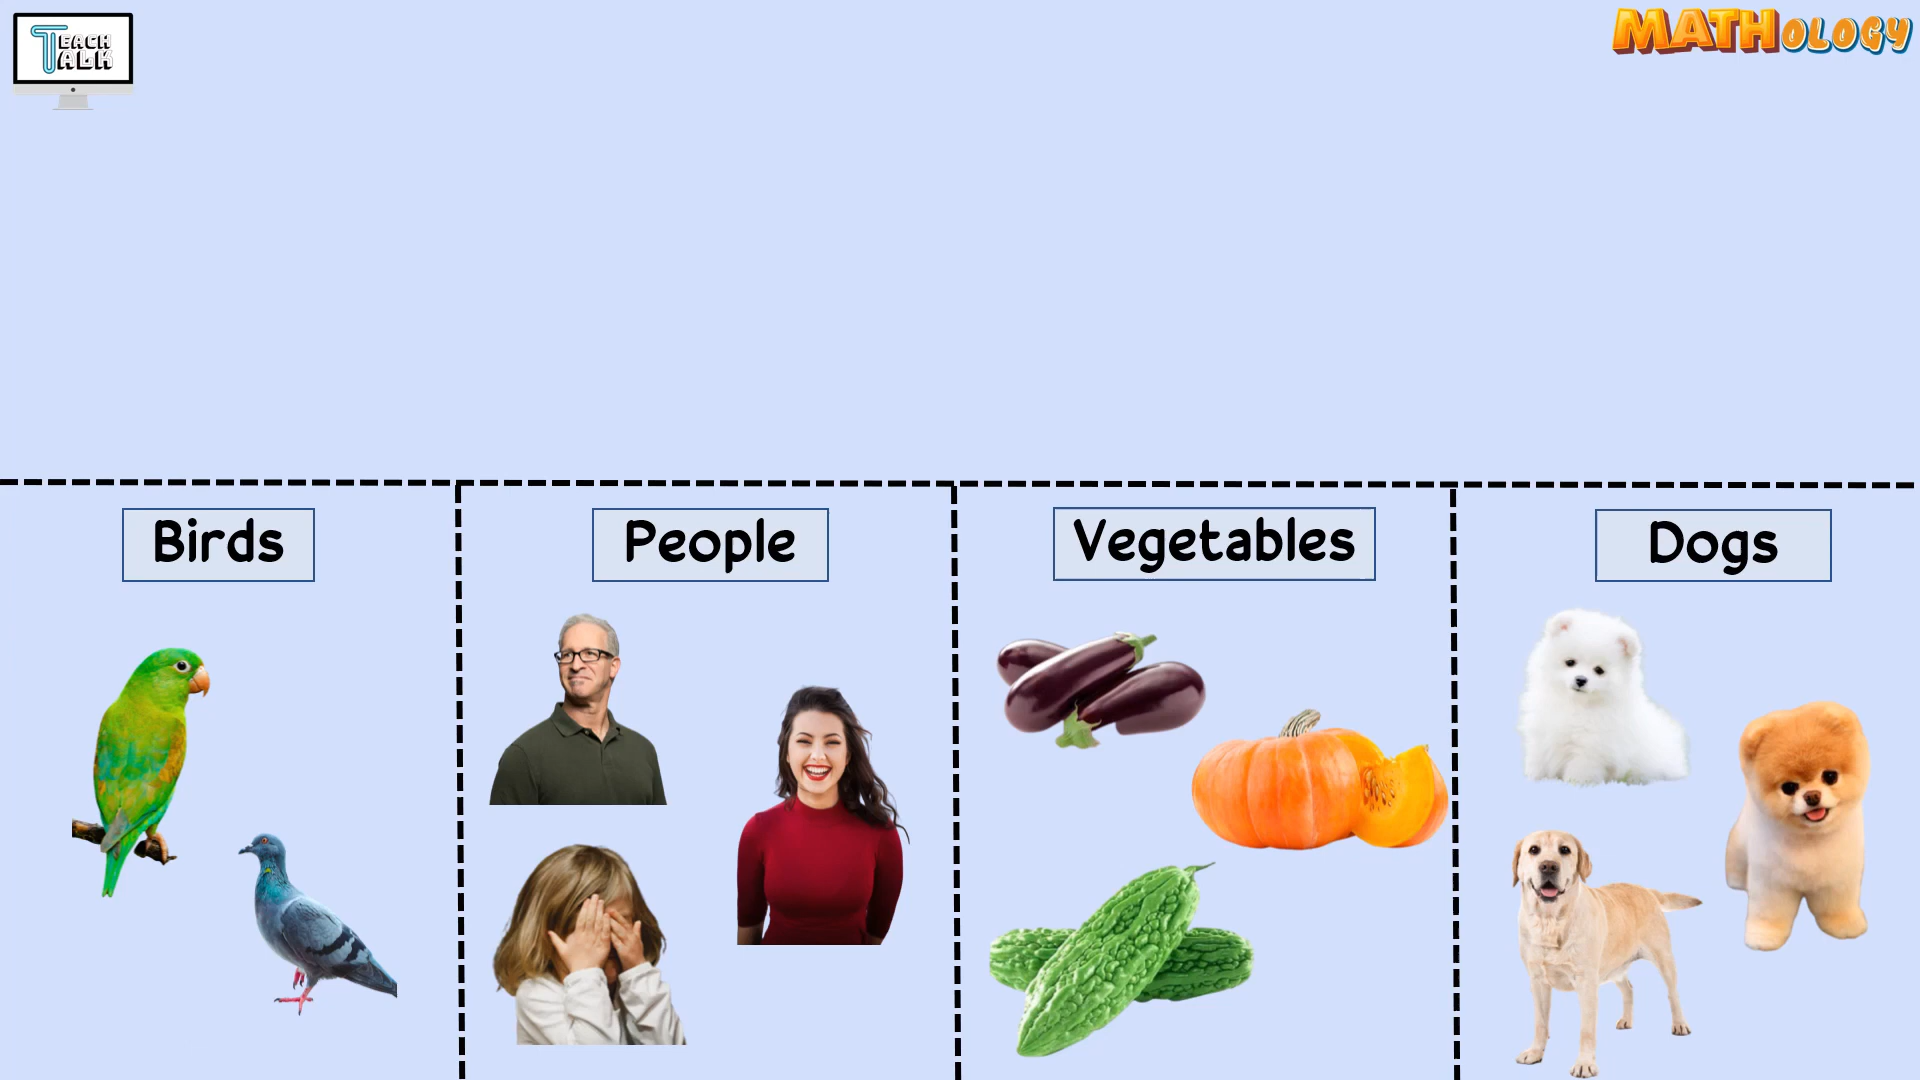 TEACH
TALK
MATHOLOGY
Birds
People
Vegetables
Dogs